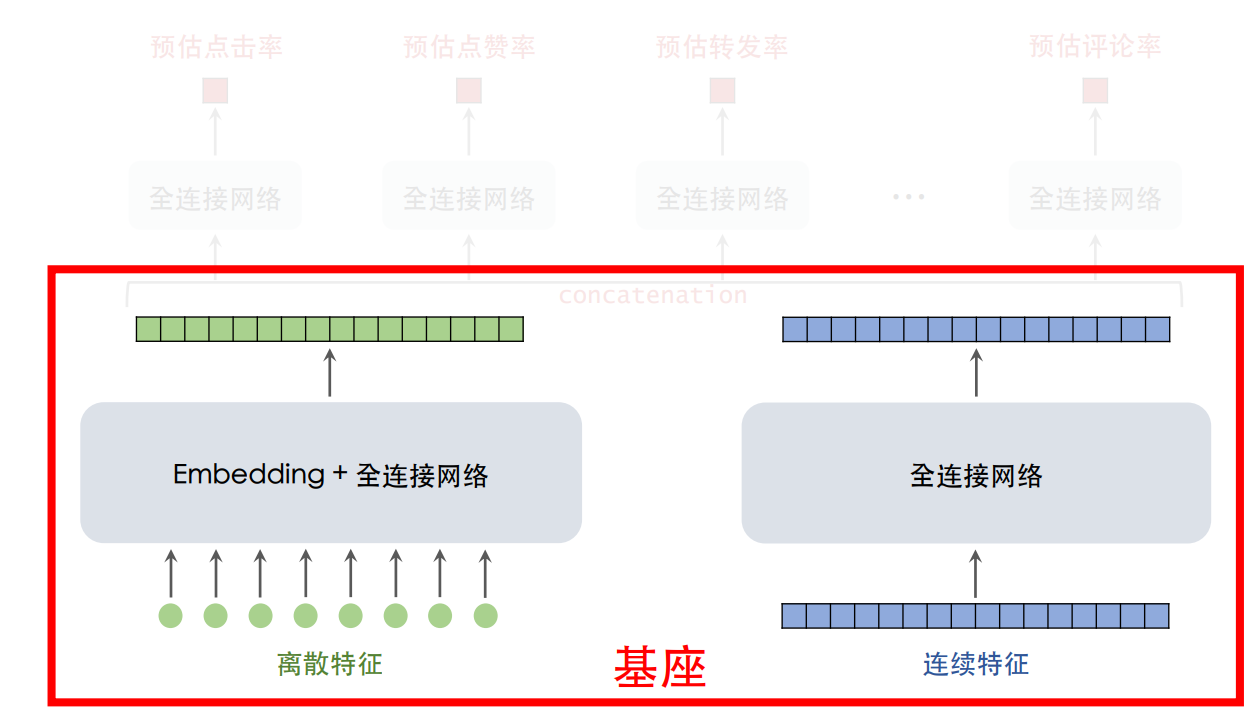 预估点击率 预估点赞率 预估转发率 预估评论率
全连接网络 全连接网络 全连接网络 ... 全连接网络
concatenation
Embedding + 全连接网络 全连接网络
离散特征 基座 连续特征